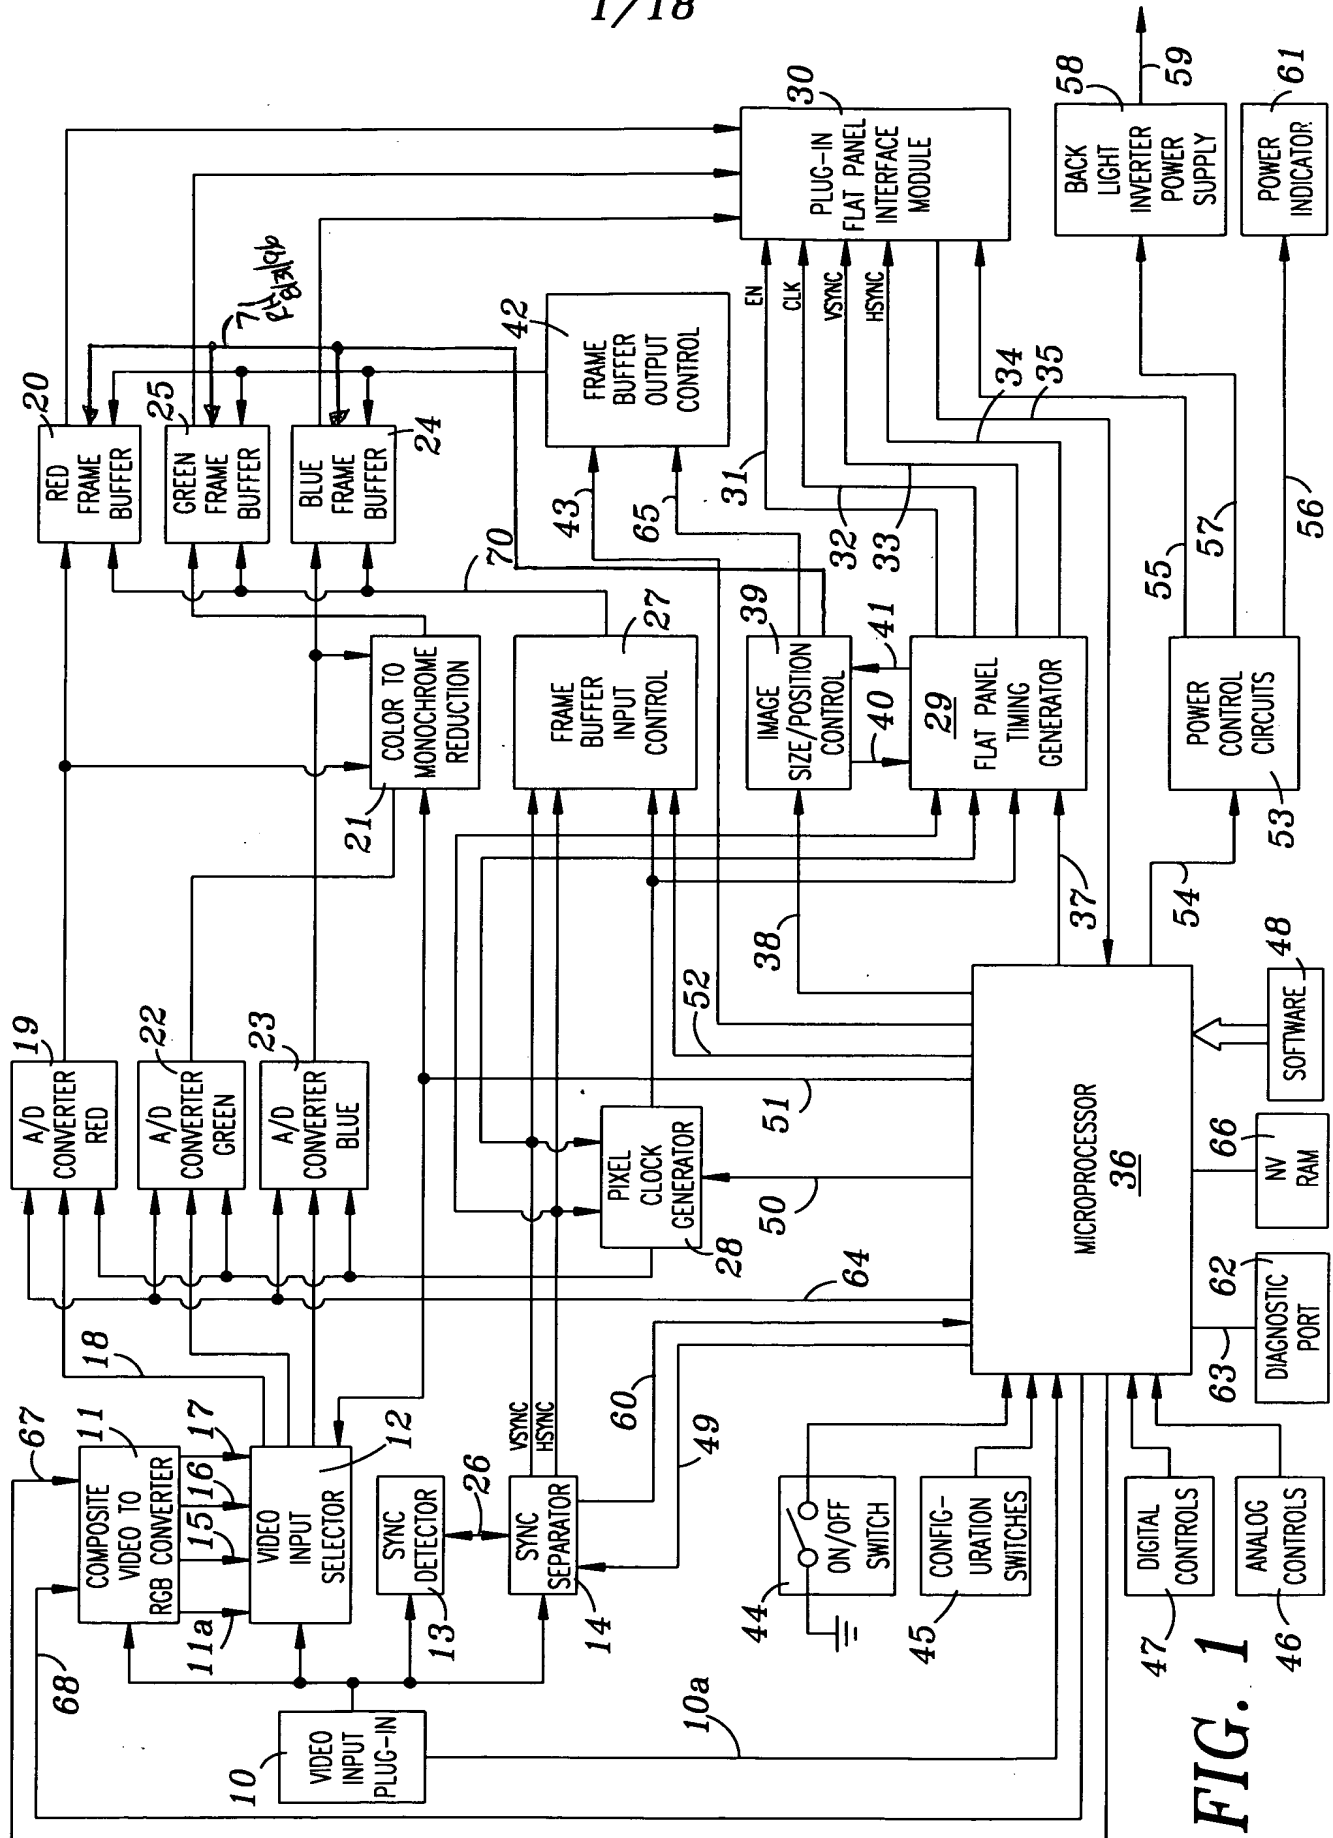 1/18
67
68
COMPOSITE
VIDEO TO
RGB CONVERTER
11
11a
15
16
17
18
10
VIDEO
INPUT
PLUG-IN
10a
VIDEO
INPUT
SELECTOR
12
SYNC
DETECTOR
13
26
SYNC
SEPARATOR
14
VSYNC
HSYNC
60
49
ON/OFF
SWITCH
44
CONFIG-
URATION
SWITCHES
45
DIGITAL
CONTROLS
47
ANALOG
CONTROLS
46
A/D
CONVERTER
RED
19
A/D
CONVERTER
GREEN
22
A/D
CONVERTER
BLUE
23
PIXEL
CLOCK
GENERATOR
28
64
50
51
52
MICROPROCESSOR
36
DIAGNOSTIC
PORT
62
63
NV
RAM
66
SOFTWARE
48
COLOR TO
MONOCHROME
REDUCTION
21
FRAME
BUFFER
INPUT
CONTROL
27
70
IMAGE
SIZE/POSITION
CONTROL
39
38
40
41
29
FLAT PANEL
TIMING
GENERATOR
37
POWER
CONTROL
CIRCUITS
53
54
RED
FRAME
BUFFER
20
GREEN
FRAME
BUFFER
25
BLUE
FRAME
BUFFER
24
71
8/31/96
FRAME
BUFFER
OUTPUT
CONTROL
42
43
65
31
32
33
34
35
EN
CLK
VSYNC
HSYNC
PLUG-IN
FLAT PANEL
INTERFACE
MODULE
30
55
57
56
BACK
LIGHT
INVERTER
POWER
SUPPLY
58
59
POWER
INDICATOR
61
FIG. 1